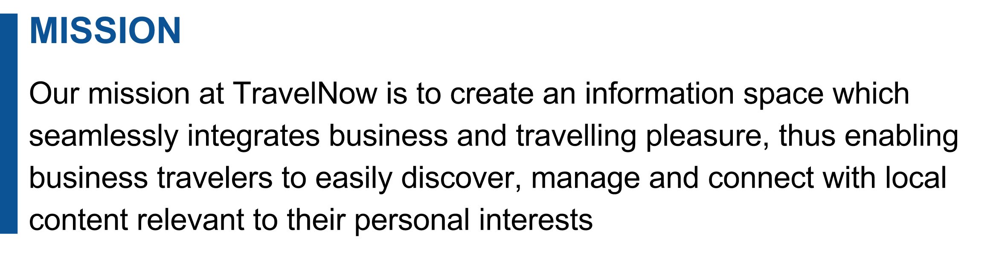 MISSION
Our mission at TravelNow is to create an information space which
seamlessly integrates business and travelling pleasure, thus enabling
business travelers to easily discover, manage and connect with local
content relevant to their personal interests